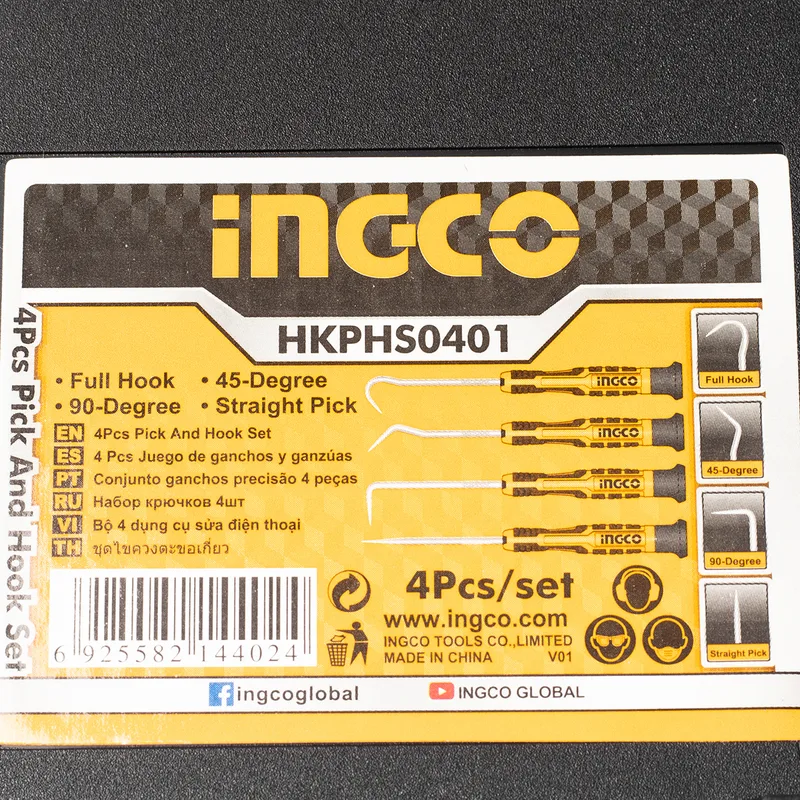 INGCO
HKPHS0401
4Pcs Pick And Hook Set
• Full Hook • 45-Degree
• 90-Degree • Straight Pick
EN 4Pcs Pick And Hook Set
ES 4 Pcs Juego de ganchos y ganzúas
PT Conjunto ganchos precisão 4 peças
RU Набор крючков 4шт
VI Bộ 4 dụng cụ sửa điện thoại
TH ชุดไขควงตะขอเกี่ยว
INGCO
INGCO
INGCO
INGCO
Full Hook
45-Degree
90-Degree
Straight Pick
6 925582 144024
4Pcs/set
www.ingco.com
INGCO TOOLS CO.,LIMITED
MADE IN CHINA V01
ingcoglobal
INGCO GLOBAL